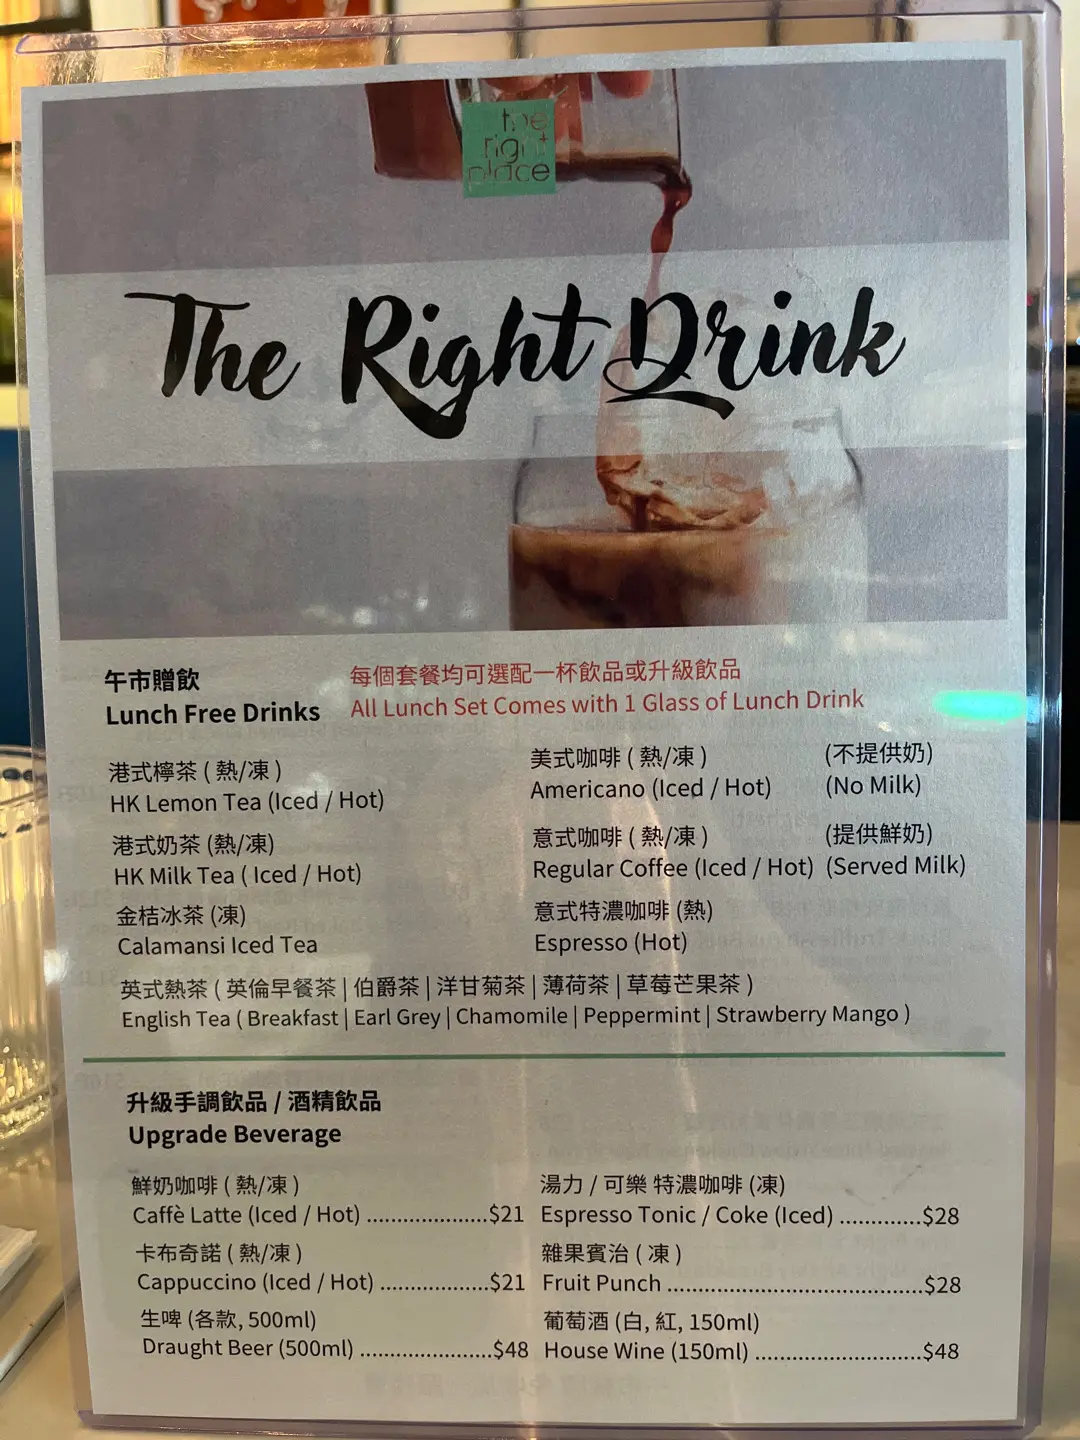 the
right
place
The Right Drink
午市贈飲
Lunch Free Drinks
每個套餐均可選配一杯飲品或升級飲品
All Lunch Set Comes with 1 Glass of Lunch Drink
港式檸茶 ( 熱/凍 )
HK Lemon Tea (Iced / Hot)
港式奶茶 (熱/凍)
HK Milk Tea ( Iced / Hot)
金桔冰茶 (凍)
Calamansi Iced Tea
美式咖啡 ( 熱/凍 ) (不提供奶)
Americano (Iced / Hot) (No Milk)
意式咖啡 ( 熱/凍 ) (提供鮮奶)
Regular Coffee (Iced / Hot) (Served Milk)
意式特濃咖啡 (熱)
Espresso (Hot)
英式熱茶 ( 英倫早餐茶 | 伯爵茶 | 洋甘菊茶 | 薄荷茶 | 草莓芒果茶 )
English Tea ( Breakfast | Earl Grey | Chamomile | Peppermint | Strawberry Mango )
升級手調飲品 / 酒精飲品
Upgrade Beverage
鮮奶咖啡 ( 熱/凍 )
Caffè Latte (Iced / Hot) ..................$21
卡布奇諾 ( 熱/凍 )
Cappuccino (Iced / Hot) ................$21
生啤 (各款, 500ml)
Draught Beer (500ml) ...................$48
湯力 / 可樂 特濃咖啡 (凍)
Espresso Tonic / Coke (Iced) ............$28
雜果賓治 ( 凍 )
Fruit Punch .....................................$28
葡萄酒 (白, 紅, 150ml)
House Wine (150ml) ........................$48